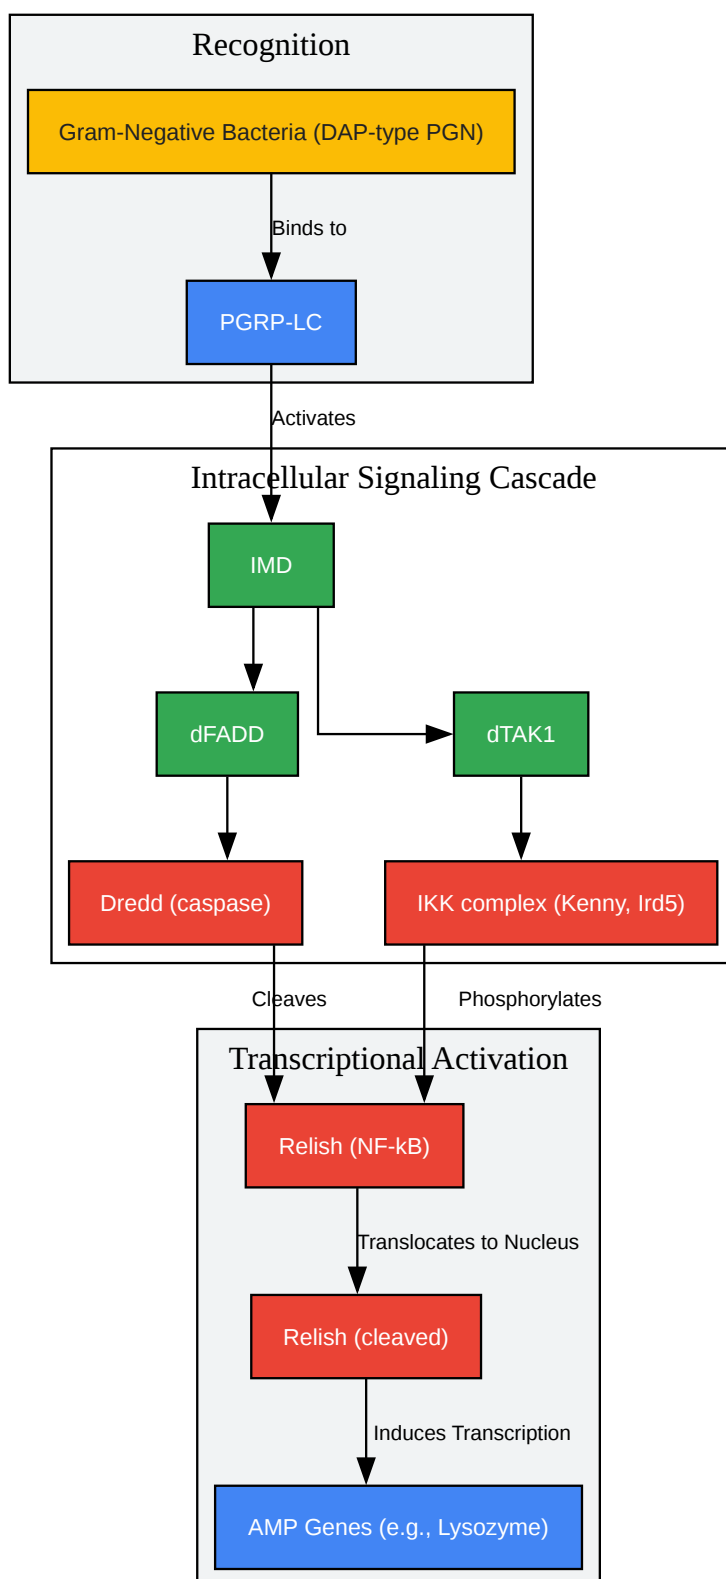 Recognition
Gram-Negative Bacteria (DAP-type PGN)
Binds to
PGRP-LC
Activates
Intracellular Signaling Cascade
IMD
dFADD
dTAK1
Dredd (caspase)
IKK complex (Kenny, Ird5)
Cleaves
Phosphorylates
Transcriptional Activation
Relish (NF-kB)
Translocates to Nucleus
Relish (cleaved)
Induces Transcription
AMP Genes (e.g., Lysozyme)